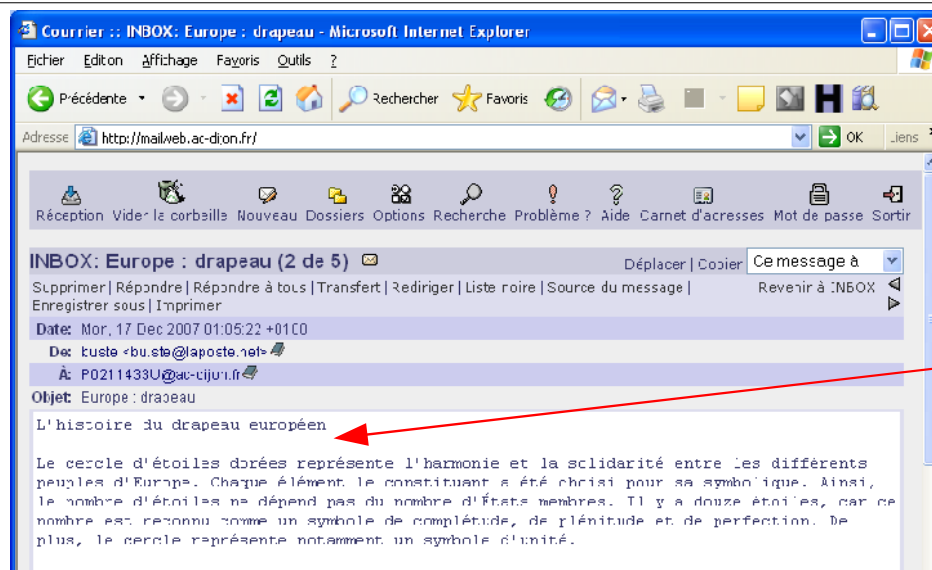 Courrier :: INBOX: Europe : drapeau - Microsoft Internet Explorer
Fichier Edition Affichage Favoris Outils ?
Précédente Rechercher Favoris
Adresse http://mailweb.ac-dijon.fr/ OK Liens
Réception Vider la corbeille Nouveau Dossiers Options Recherche Problème ? Aide Carnet d'adresses Mot de passe Sortir
INBOX: Europe : drapeau (2 de 5) Déplacer | Copier Ce message à
Supprimer | Répondre | Répondre à tous | Transfert | Rediriger | Liste noire | Source du message | Revenir à INBOX
Enregistrer sous | Imprimer
Date: Mon, 17 Dec 2007 01:05:22 +0100
De:
À: P0211433U@ac-dijon.fr
Objet: Europe : drapeau
L'histoire du drapeau européen
Le cercle d'étoiles dorées représente l'harmonie et la solidarité entre les différents
peuples d'Europe. Chaque élément le constituant a été choisi pour sa symbolique. Ainsi,
le nombre d'étoiles ne dépend pas du nombre d'États membres. Il y a douze étoiles, car ce
nombre est reconnu comme un symbole de complétude, de plénitude et de perfection. De
plus, le cercle représente notamment un symbole d'unité.